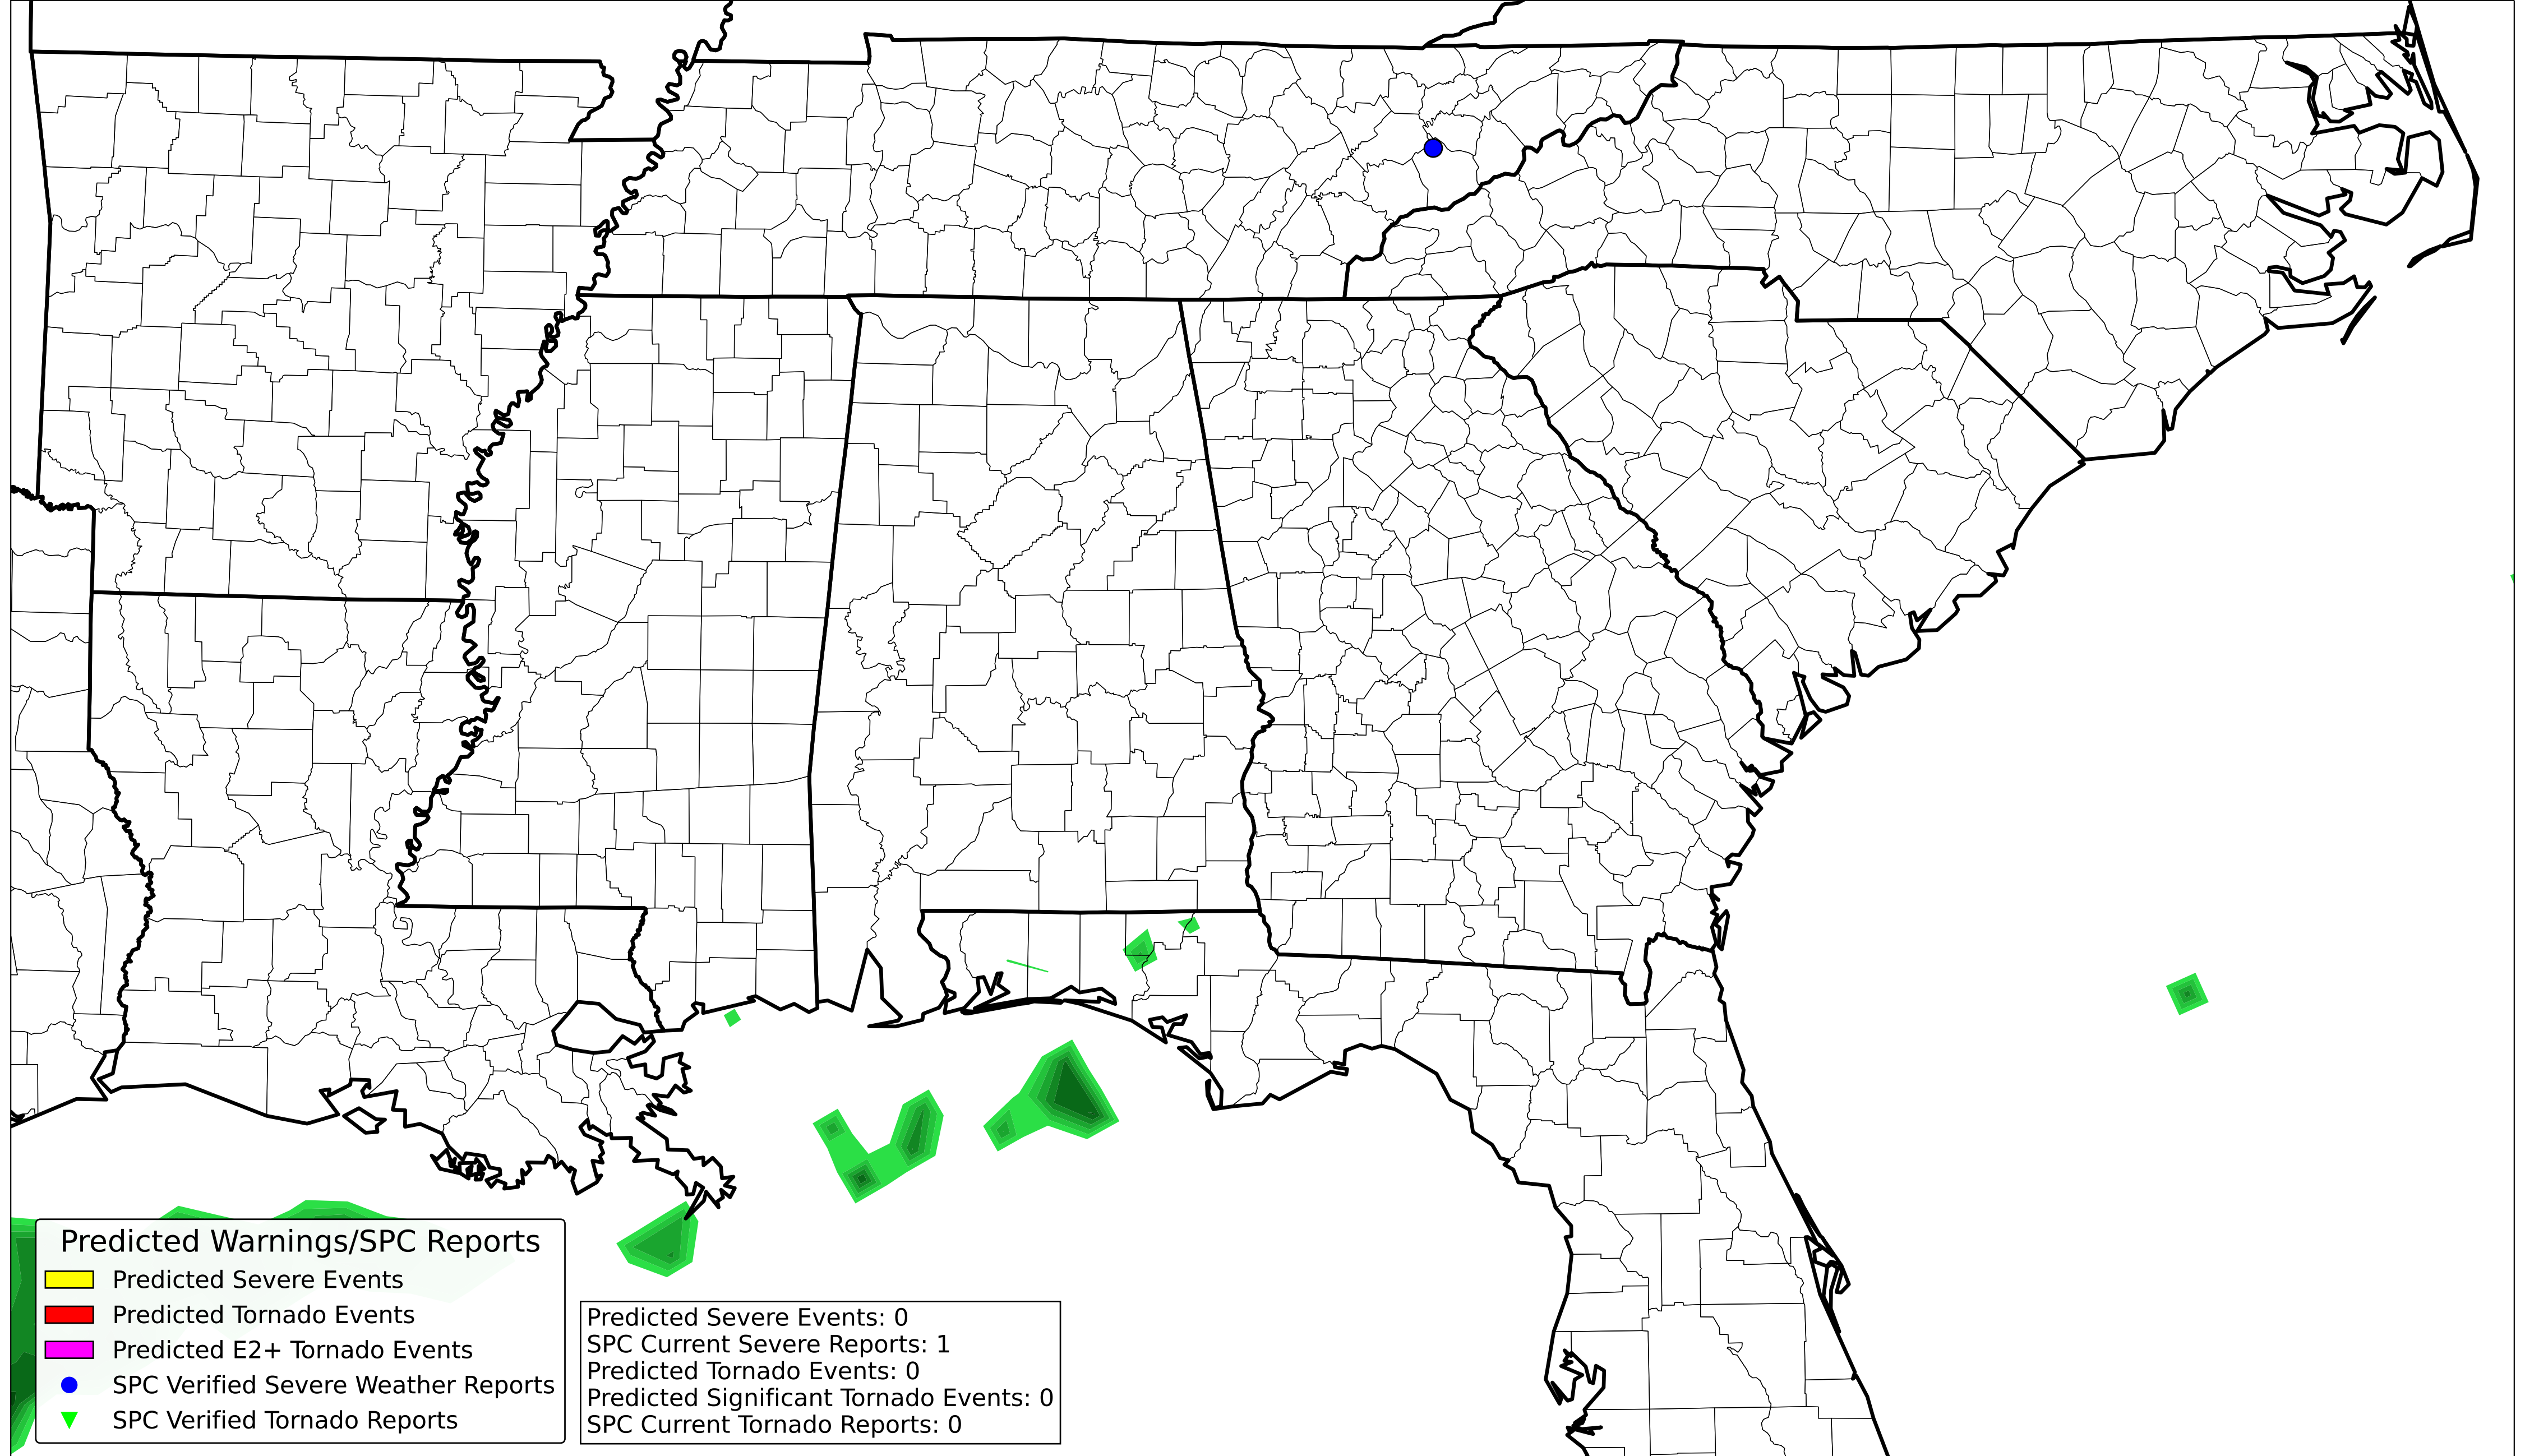 Predicted Warnings/SPC Reports
Predicted Severe Events
Predicted Tornado Events
Predicted E2+ Tornado Events
SPC Verified Severe Weather Reports
SPC Verified Tornado Reports
Predicted Severe Events: 0
SPC Current Severe Reports: 1
Predicted Tornado Events: 0
Predicted Significant Tornado Events: 0
SPC Current Tornado Reports: 0